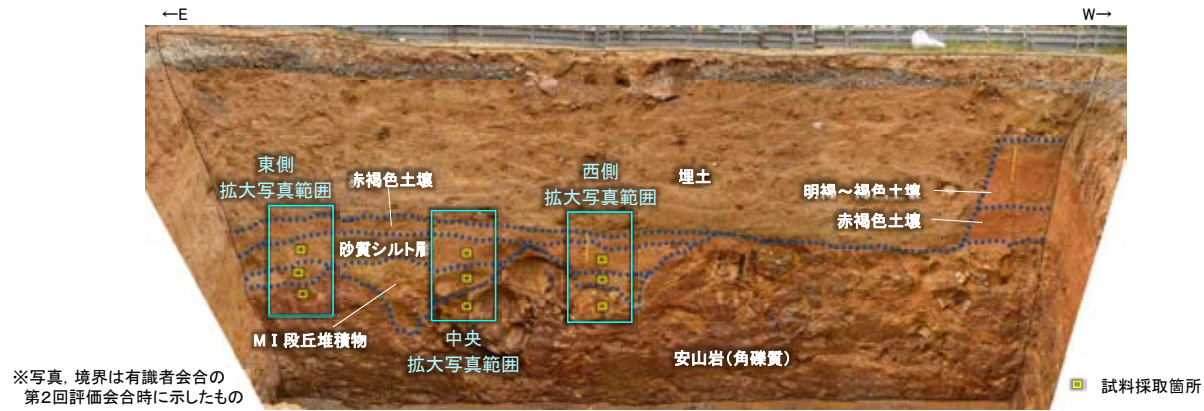 ←E
W→
東側
拡大写真範囲
赤褐色土壌
西側
拡大写真範囲
埋土
明褐~褐色土壌
赤褐色土壌
砂質シルト層
MⅠ段丘堆積物
中央
拡大写真範囲
安山岩(角礫質)
※写真,境界は有識者会合の
第2回評価会合時に示したもの
試料採取箇所